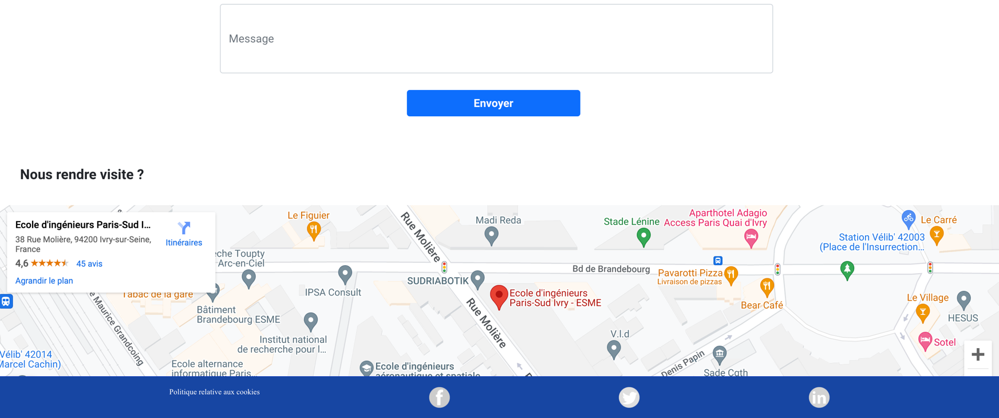 Message
Envoyer
Nous rendre visite ?
Ecole d'ingénieurs Paris-Sud I...
38 Rue Molière, 94200 Ivry-sur-Seine,
France
4,6
45 avis
Itinéraires
Agrandir le plan
Le Figuier
Rue Molière
Madi Reda
Stade Lénine
Aparthotel Adagio
Access Paris Quai d'Ivry
Le Carré
Station Vélib' 42003
(Place de l'Insurrection...
èche Toupty
Arc-en-Ciel
Bd de Brandebourg
SUDRIABOTIK
IPSA Consult
Pavarotti Pizza
Livraison de pizzas
Ecole d'ingénieurs
Paris-Sud Ivry - ESME
Bear Café
Le Village
HESUS
Tabac de la gare
e Maurice Grandcoing
Bâtiment
Brandebourg ESME
Rue Molière
Institut national
de recherche pour l...
V.I.d
Sotel
Vélib' 42014
Marcel Cachin)
Ecole alternance
informatique Paris...
Ecole d'ingénieurs
aéronautique et spatiale
Denis Papin
Sade Cgth
Politique relative aux cookies